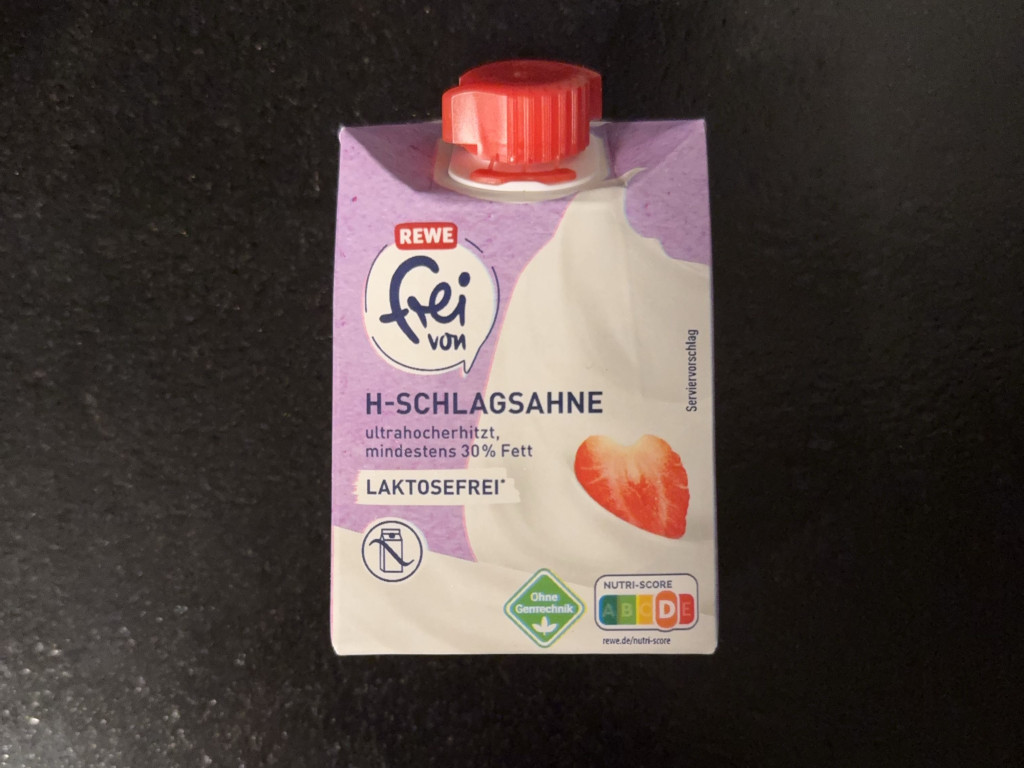 REWE
frei
von
H-SCHLAGSAHNE
ultrahocherhitzt,
mindestens 30% Fett
LAKTOSEFREI*
Serviervorschlag
Ohne
Gentechnik
NUTRI-SCORE
A B C D E
rewe.de/nutri-score